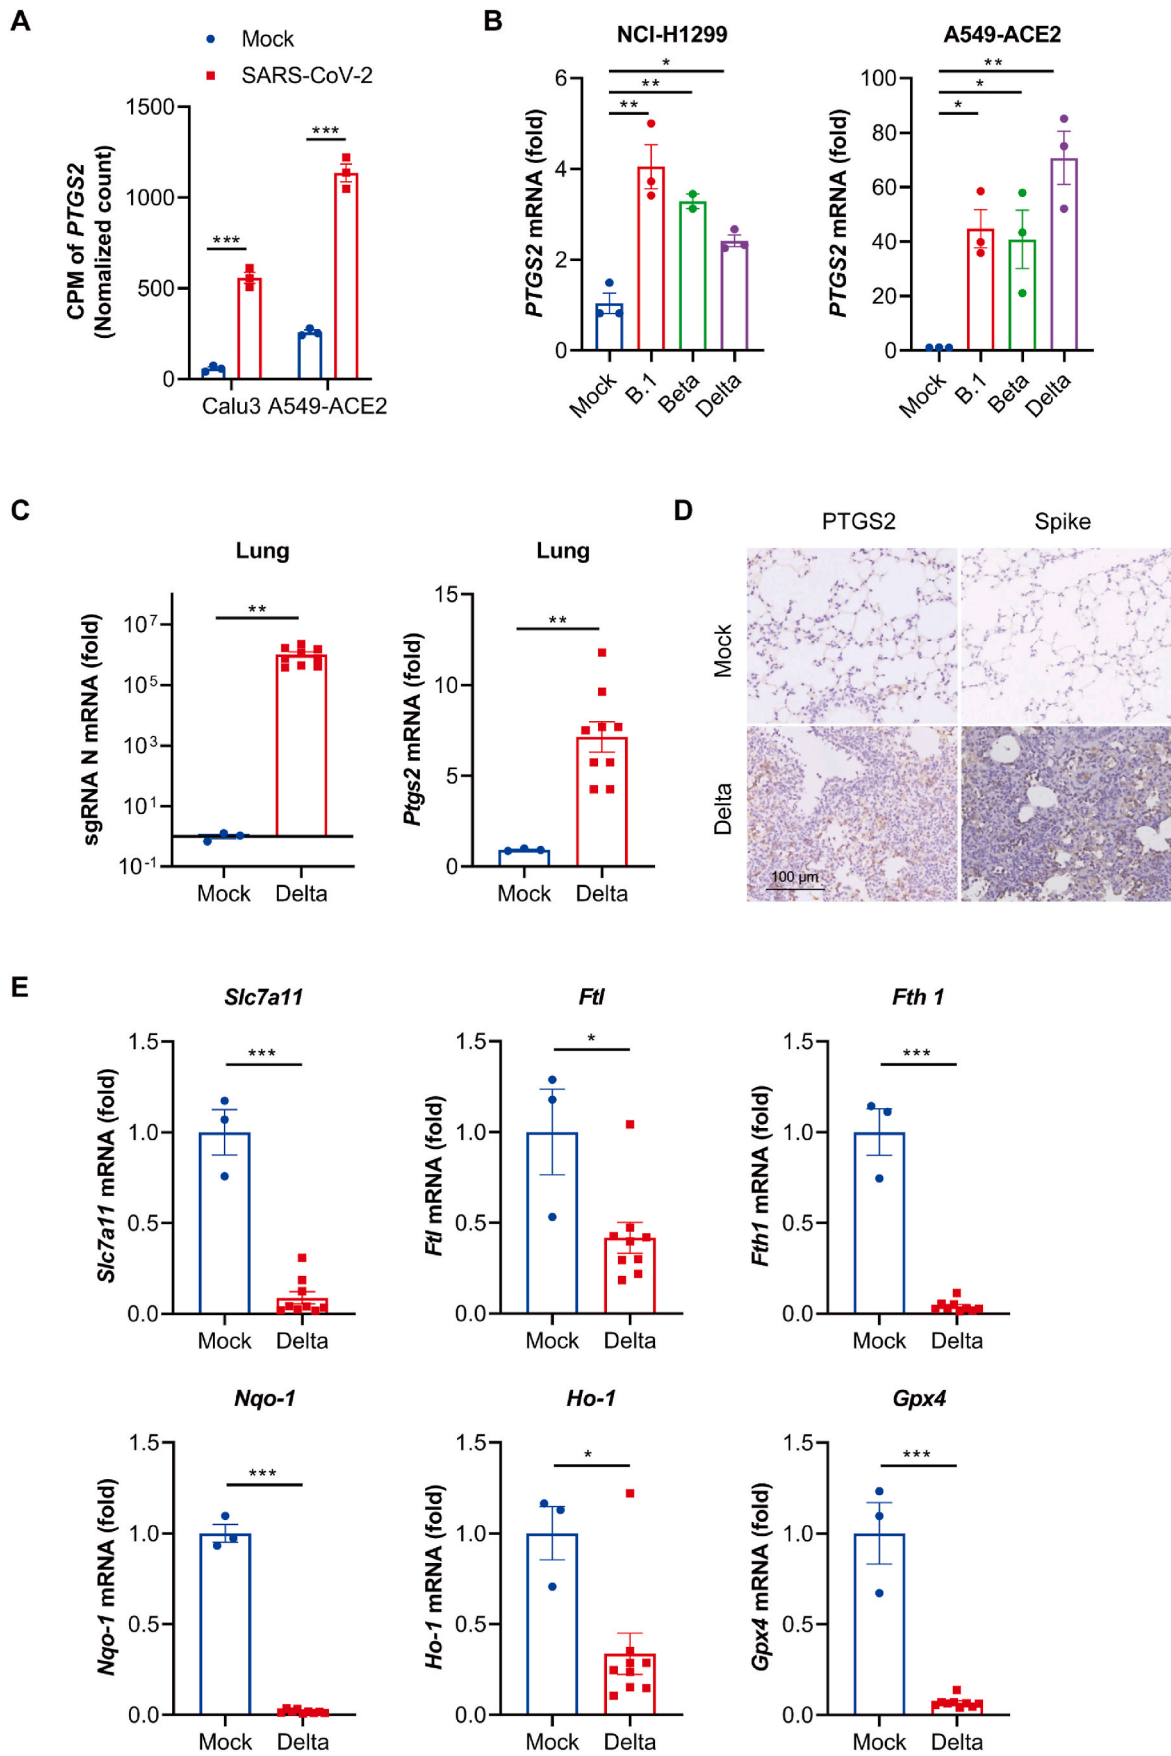 A
Mock
SARS-CoV-2
CPM of PTGS2
(Nomalized count)
1500
1000
500
0
***
***
Calu3 A549-ACE2
B
NCI-H1299
PTGS2 mRNA (fold)
6
4
2
0
*
**
**
Mock
B.1
Beta
Delta
A549-ACE2
PTGS2 mRNA (fold)
100
80
60
40
20
0
**
*
*
Mock
B.1
Beta
Delta
C
Lung
sgRNA N mRNA (fold)
10⁷
10⁵
10³
10¹
10⁻¹
**
Mock Delta
Lung
Ptgs2 mRNA (fold)
15
10
5
0
**
Mock Delta
D
PTGS2 Spike
Mock
Delta
100 µm
E
Slc7a11
Slc7a11 mRNA (fold)
1.5
1.0
0.5
0.0
***
Mock Delta
Ftl
Ftl mRNA (fold)
1.5
1.0
0.5
0.0
*
Mock Delta
Fth 1
Fth1 mRNA (fold)
1.5
1.0
0.5
0.0
***
Mock Delta
Nqo-1
Nqo-1 mRNA (fold)
1.5
1.0
0.5
0.0
***
Mock Delta
Ho-1
Ho-1 mRNA (fold)
1.5
1.0
0.5
0.0
*
Mock Delta
Gpx4
Gpx4 mRNA (fold)
1.5
1.0
0.5
0.0
***
Mock Delta